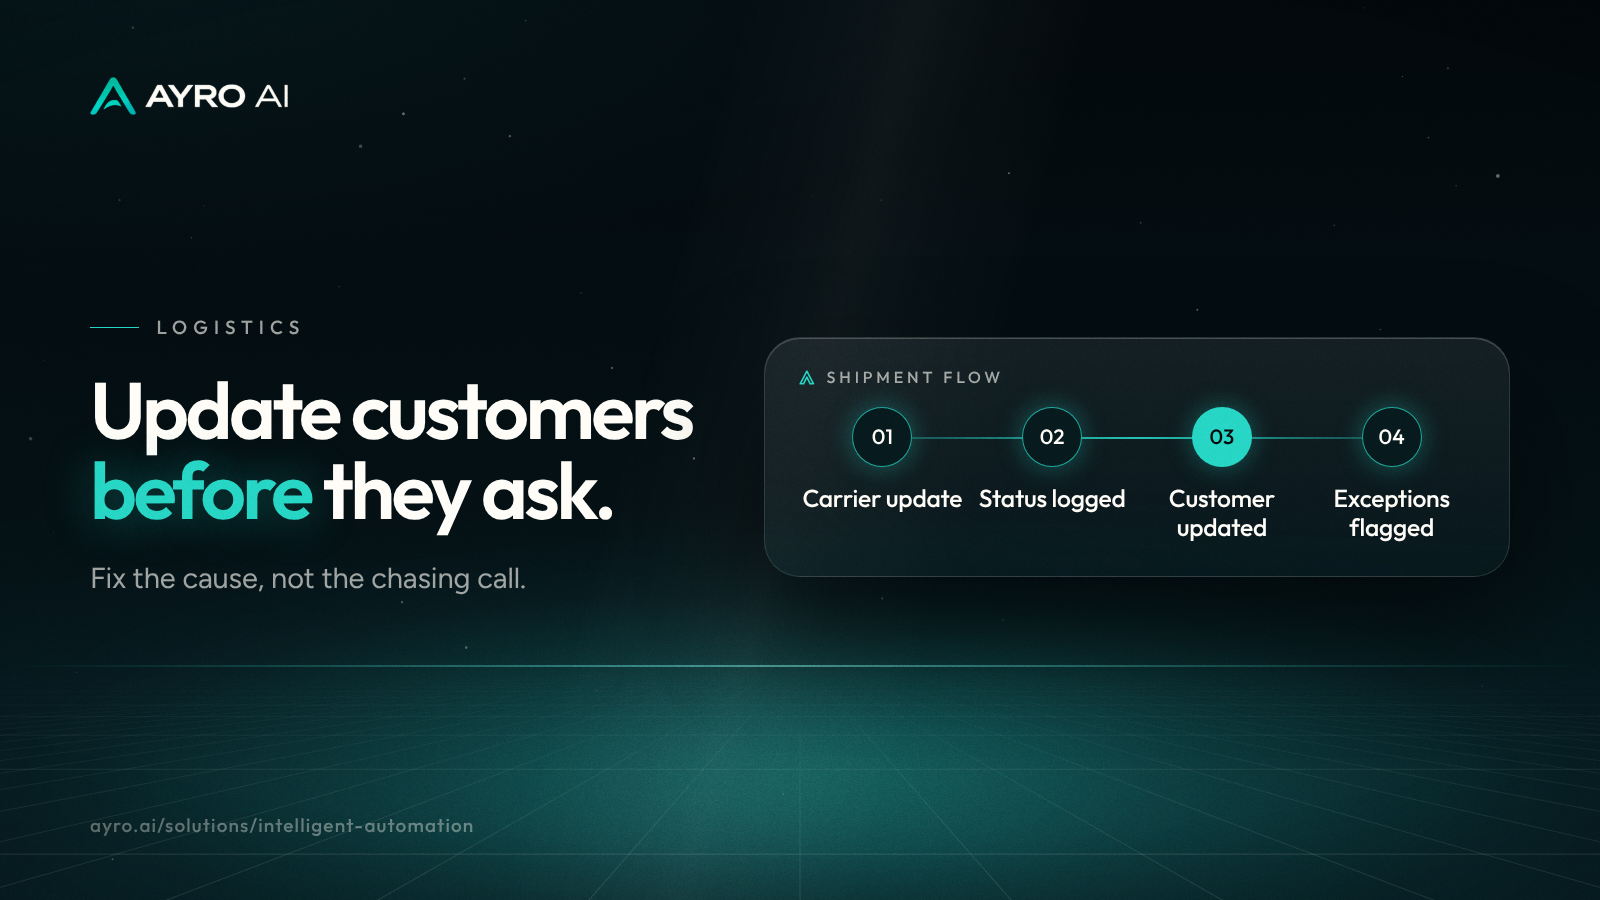 AYRO AI
LOGISTICS
Update customers
before they ask.
Fix the cause, not the chasing call.
SHIPMENT FLOW
01 02 03 04
Carrier update Status logged Customer updated Exceptions flagged
ayro.ai/solutions/intelligent-automation